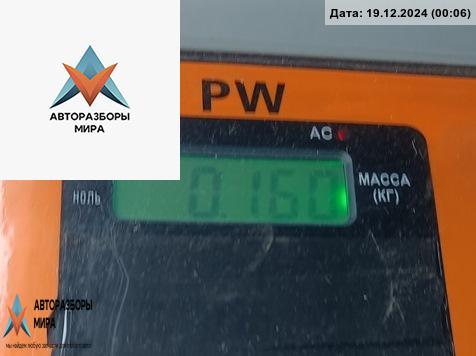 Дата: 19.12.2024 (00:06)
АВТОРАЗБОРЫ
МИРА
PW
AC
НОЛЬ
0.160
МАССА
(КГ)
АВТОРАЗБОРЫ
МИРА